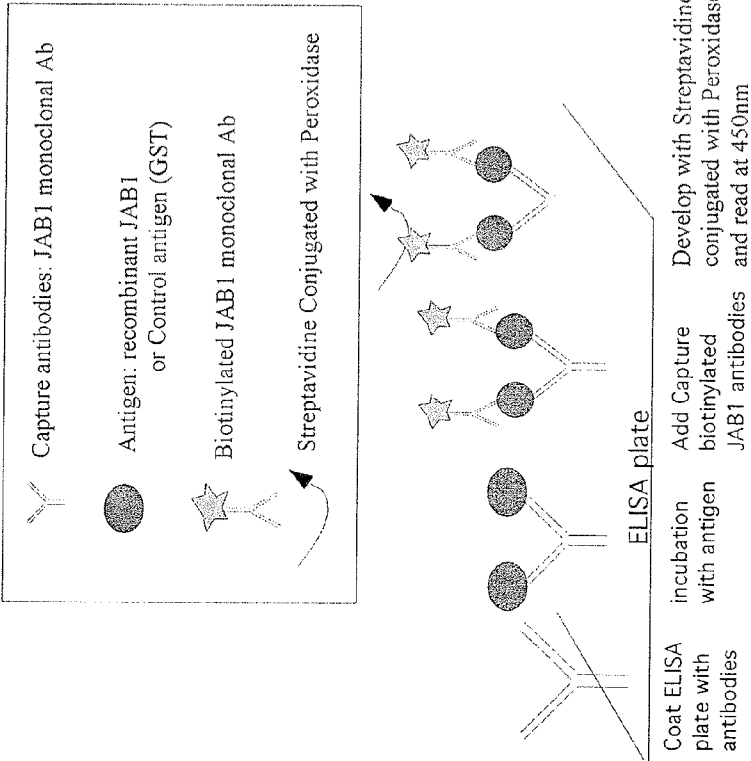 Capture antibodies: JAB1 monoclonal Ab
Antigen: recombinant JAB1
or Control antigen (GST)
Biotinylated JAB1 monoclonal Ab
Streptavidine Conjugated with Peroxidase
ELISA plate
Coat ELISA
plate with
antibodies
incubation
with antigen
Add Capture
biotinylated
JAB1 antibodies
Develop with Streptavidine
conjugated with Peroxidase
and read at 450nm